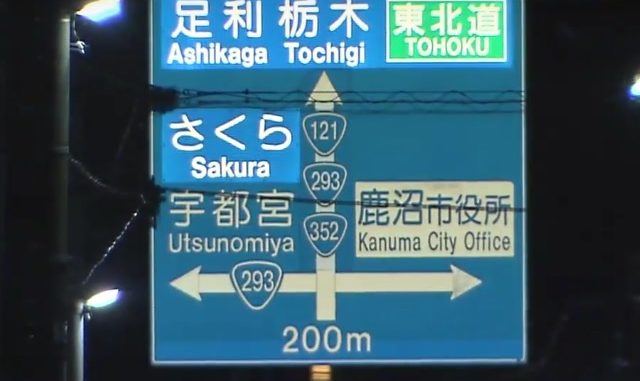 足利 栃木 東北道
Ashikaga Tochigi TOHOKU
さくら
Sakura
121
293
宇都宮
Utsunomiya
352
鹿沼市役所
Kanuma City Office
293
200m